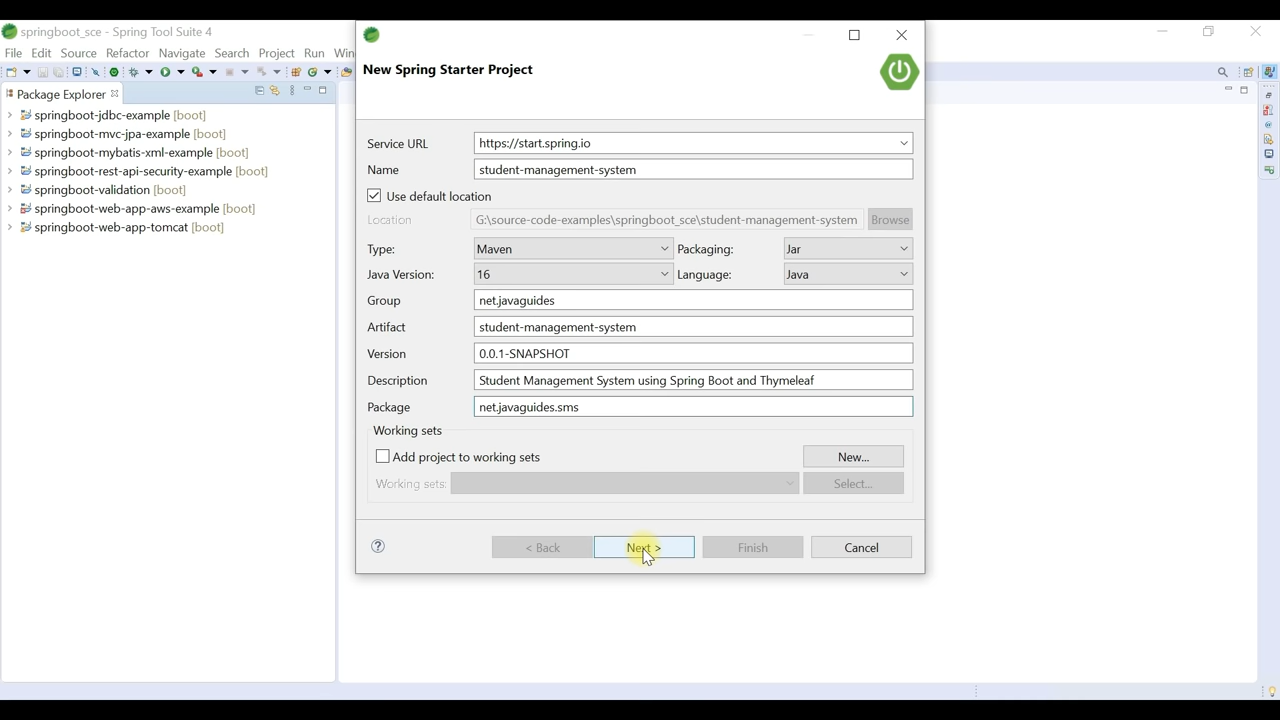 springboot_sce - Spring Tool Suite 4
File Edit Source Refactor Navigate Search Project Run Win
Package Explorer
springboot-jdbc-example [boot]
springboot-mvc-jpa-example [boot]
springboot-mybatis-xml-example [boot]
springboot-rest-api-security-example [boot]
springboot-validation [boot]
springboot-web-app-aws-example [boot]
springboot-web-app-tomcat [boot]
New Spring Starter Project
Service URL https://start.spring.io
Name student-management-system
Use default location
Location G:\source-code-examples\springboot_sce\student-management-system Browse
Type: Maven Packaging: Jar
Java Version: 16 Language: Java
Group net.javaguides
Artifact student-management-system
Version 0.0.1-SNAPSHOT
Description Student Management System using Spring Boot and Thymeleaf
Package net.javaguides.sms
Working sets
Add project to working sets New...
Working sets: Select...
< Back Next > Finish Cancel